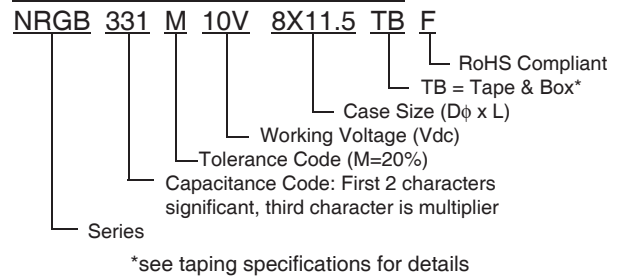 NRGB 331 M 10V 8X11.5 TB F
RoHS Compliant
TB = Tape & Box*
Case Size (Dϕ x L)
Working Voltage (Vdc)
Tolerance Code (M=20%)
Capacitance Code: First 2 characters
significant, third character is multiplier
Series
*see taping specifications for details